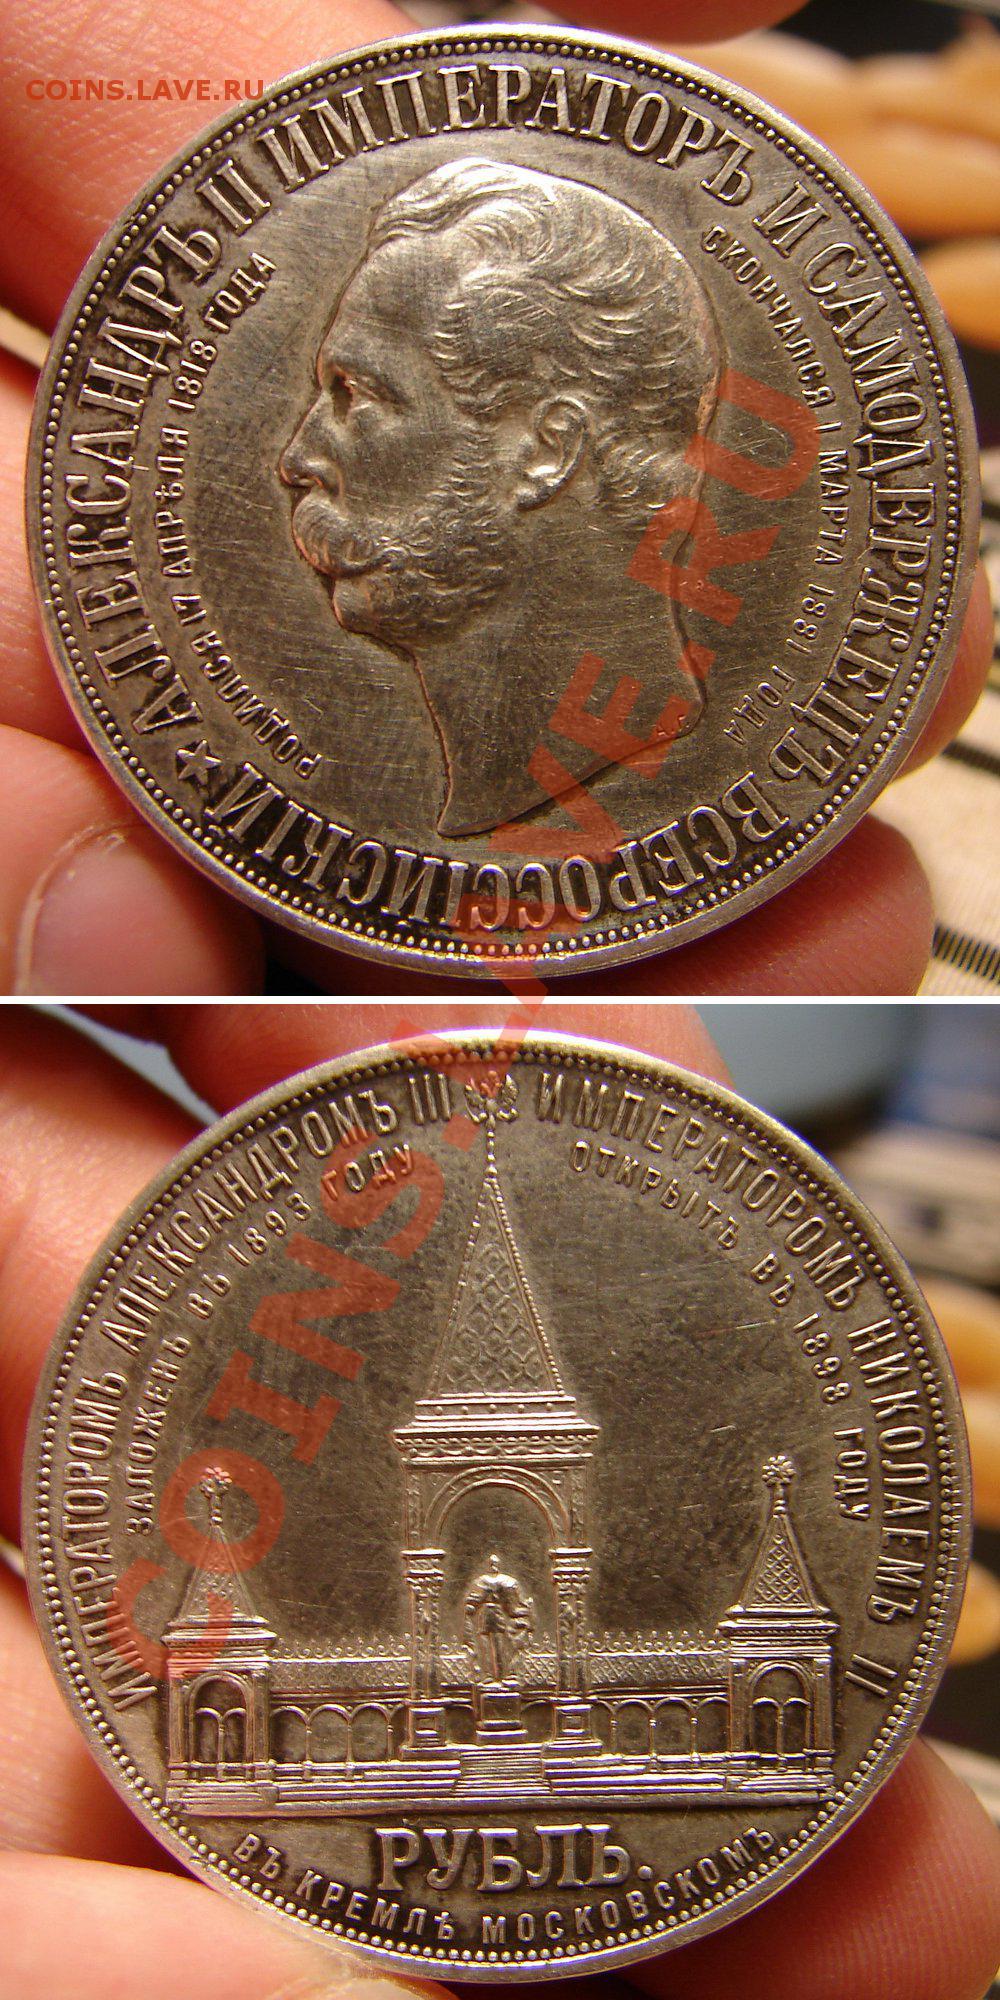 COINS.LAVE.RU
АЛЕКСАНДРЪ II ИМПЕРАТОРЪ И САМОДЕРЖЕЦЪ ВСЕРОССІЙСКІЙ
РОДИЛСЯ 17 АПРѢЛЯ 1818 ГОДА
СКОНЧАЛСЯ 1 МАРТА 1881 ГОДА
COINS.LAVE.RU
ИМПЕРАТОРОМЪ АЛЕКСАНДРОМЪ III
ИМПЕРАТОРОМЪ НИКОЛАЕМЪ II
ЗАЛОЖЕНЪ ВЪ 1893 ГОДУ
ОТКРЫТЪ ВЪ 1898 ГОДУ
РУБЛЬ.
ВЪ КРЕМЛѢ МОСКОВСКОМЪ